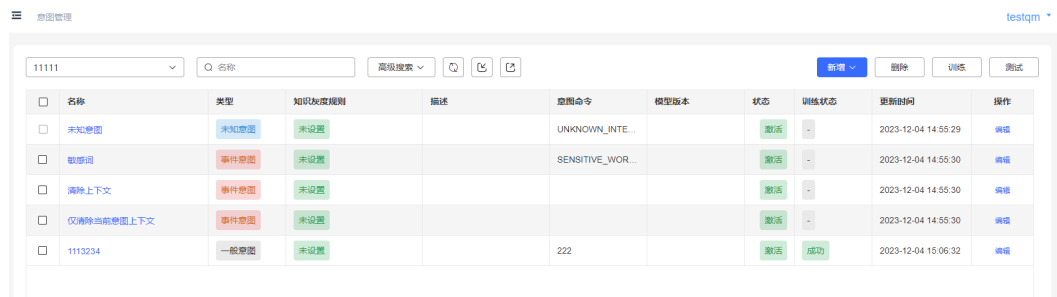 意图管理
testqm
11111
名称
高级搜索
新增
删除
训练
测试
名称 类型 知识灰度规则 描述 意图命令 模型版本 状态 训练状态 更新时间 操作
未知意图 未知意图 未设置 UNKNOWN_INTE... 激活 - 2023-12-04 14:55:29 编辑
敏感词 事件意图 未设置 SENSITIVE_WOR... 激活 - 2023-12-04 14:55:30 编辑
清除上下文 事件意图 未设置 激活 - 2023-12-04 14:55:30 编辑
仅清除当前意图上下文 事件意图 未设置 激活 - 2023-12-04 14:55:30 编辑
1113234 一般意图 未设置 222 激活 成功 2023-12-04 15:06:32 编辑